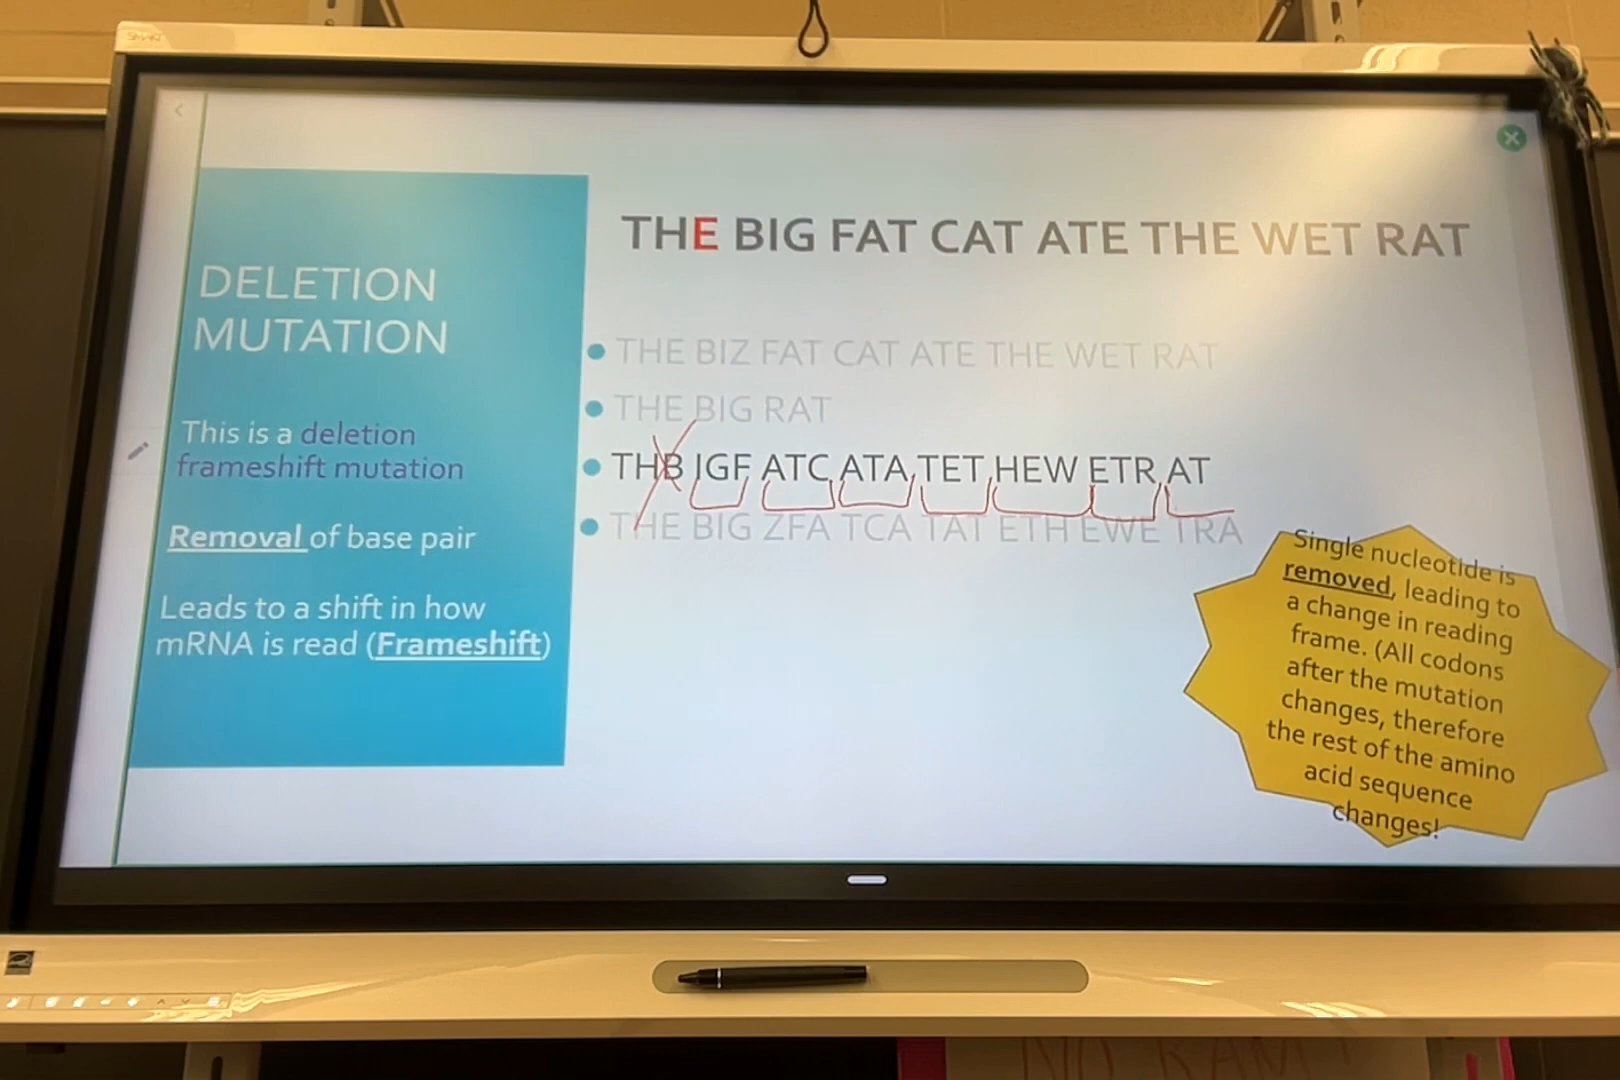 SMART
THE BIG FAT CAT ATE THE WET RAT
DELETION
MUTATION
This is a deletion
frameshift mutation
Removal of base pair
Leads to a shift in how
mRNA is read (Frameshift)
THE BIZ FAT CAT ATE THE WET RAT
THE BIG RAT
THB IGF ATC ATA TET HEW ETR AT
THE BIG ZFA TCA TAT ETH EWE TRA
Single nucleotide is
removed, leading to
a change in reading
frame. (All codons
after the mutation
changes, therefore
the rest of the amino
acid sequence
changes!